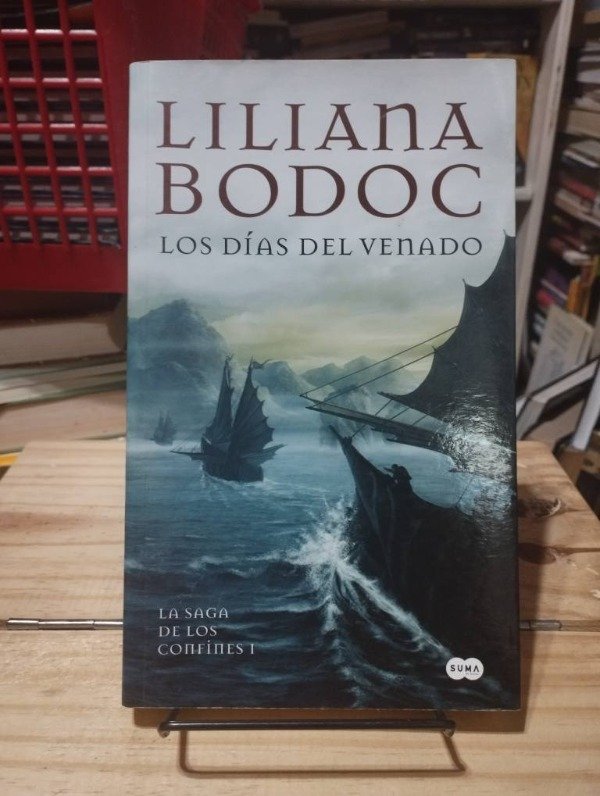 LILIANA
BODOC
LOS DÍAS DEL VENADO
LA SAGA
DE LOS
CONFINES I
SUMA